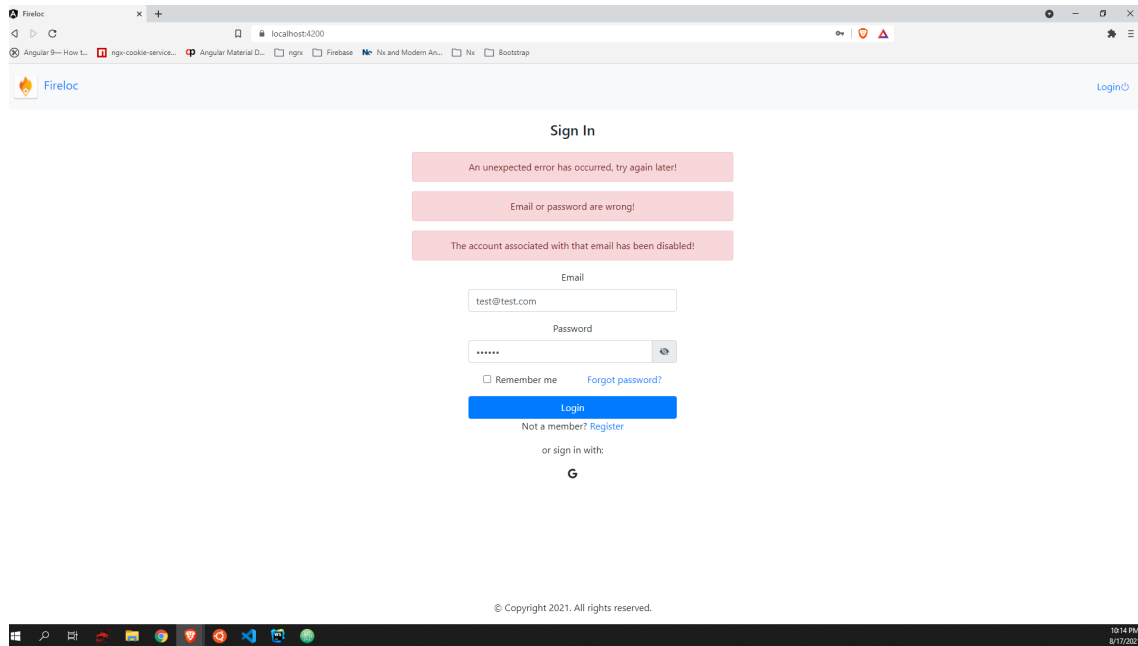 Fireloc
localhost:4200
Angular 9— How t... ngx-cookie-service... Angular Material D... ngrx Firebase Nx and Modern An... Nx Bootstrap
Fireloc Login
Sign In
An unexpected error has occurred, try again later!
Email or password are wrong!
The account associated with that email has been disabled!
Email
test@test.com
Password
••••••
Remember me Forgot password?
Login
Not a member? Register
or sign in with:
G
© Copyright 2021. All rights reserved.
10:14 PM
8/17/202